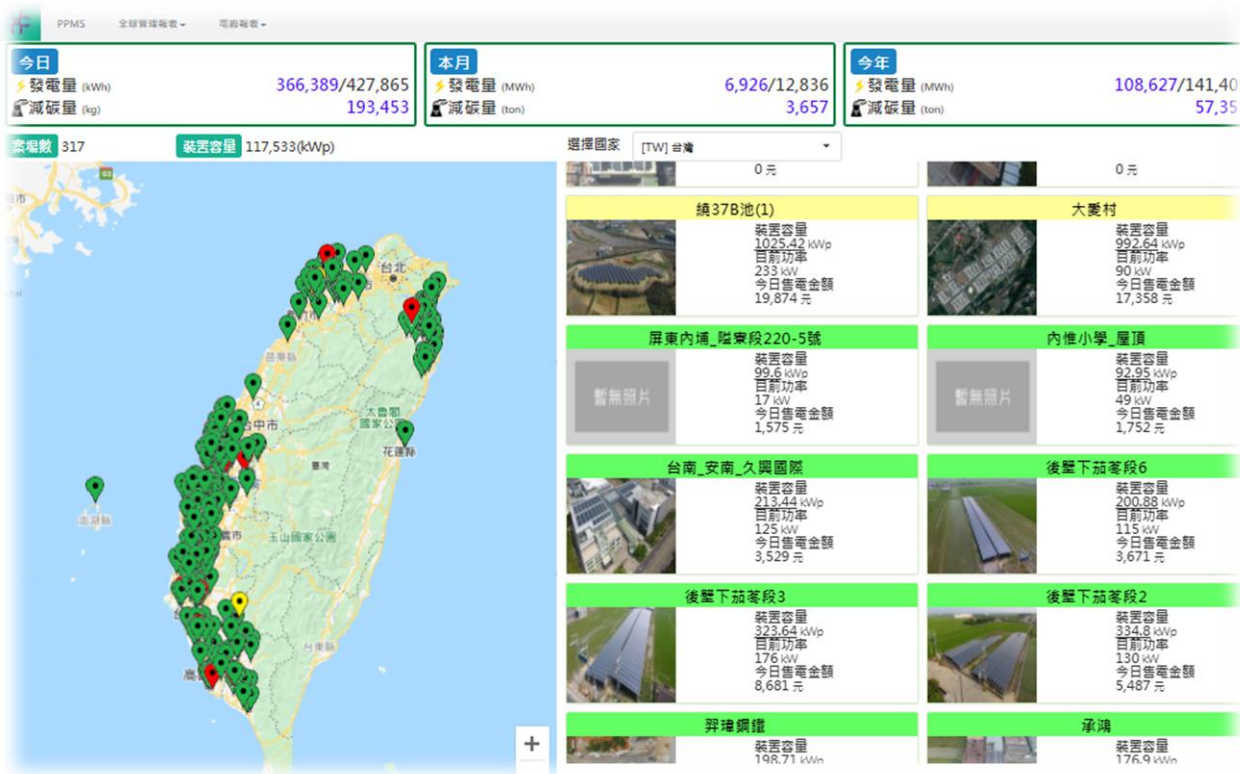 PPMS 全球管理報表 電廠報表
今日
發電量 (kWh) 366,389/427,865
減碳量 (kg) 193,453
本月
發電量 (MWh) 6,926/12,836
減碳量 (ton) 3,657
今年
發電量 (MWh) 108,627/141,40
減碳量 (ton) 57,35
案場數 317
裝置容量 117,533(kWp)
選擇國家 [TW] 台灣
台北
苗栗縣
台中市
太魯閣
國家公
花蓮縣
臺灣
澎湖縣
義市
玉山國家公園
台東縣
高
+
0 元
0 元
繞37B池(1)
裝置容量
1025.42 kWp
目前功率
233 kW
今日售電金額
19,874 元
大愛村
裝置容量
992.64 kWp
目前功率
90 kW
今日售電金額
17,358 元
屏東內埔_隘寮段220-5號
暫無照片
裝置容量
99.6 kWp
目前功率
17 kW
今日售電金額
1,575 元
內惟小學_屋頂
暫無照片
裝置容量
92.95 kWp
目前功率
49 kW
今日售電金額
1,752 元
台南_安南_久興國際
裝置容量
213.44 kWp
目前功率
125 kW
今日售電金額
3,529 元
後壁下茄苳段6
裝置容量
200.88 kWp
目前功率
115 kW
今日售電金額
3,671 元
後壁下茄苳段3
裝置容量
323.64 kWp
目前功率
176 kW
今日售電金額
8,681 元
後壁下茄苳段2
裝置容量
334.8 kWp
目前功率
130 kW
今日售電金額
5,487 元
羿瑋鋼鐵
裝置容量
198.71 kWp
承鴻
裝置容量
176.9 kWp